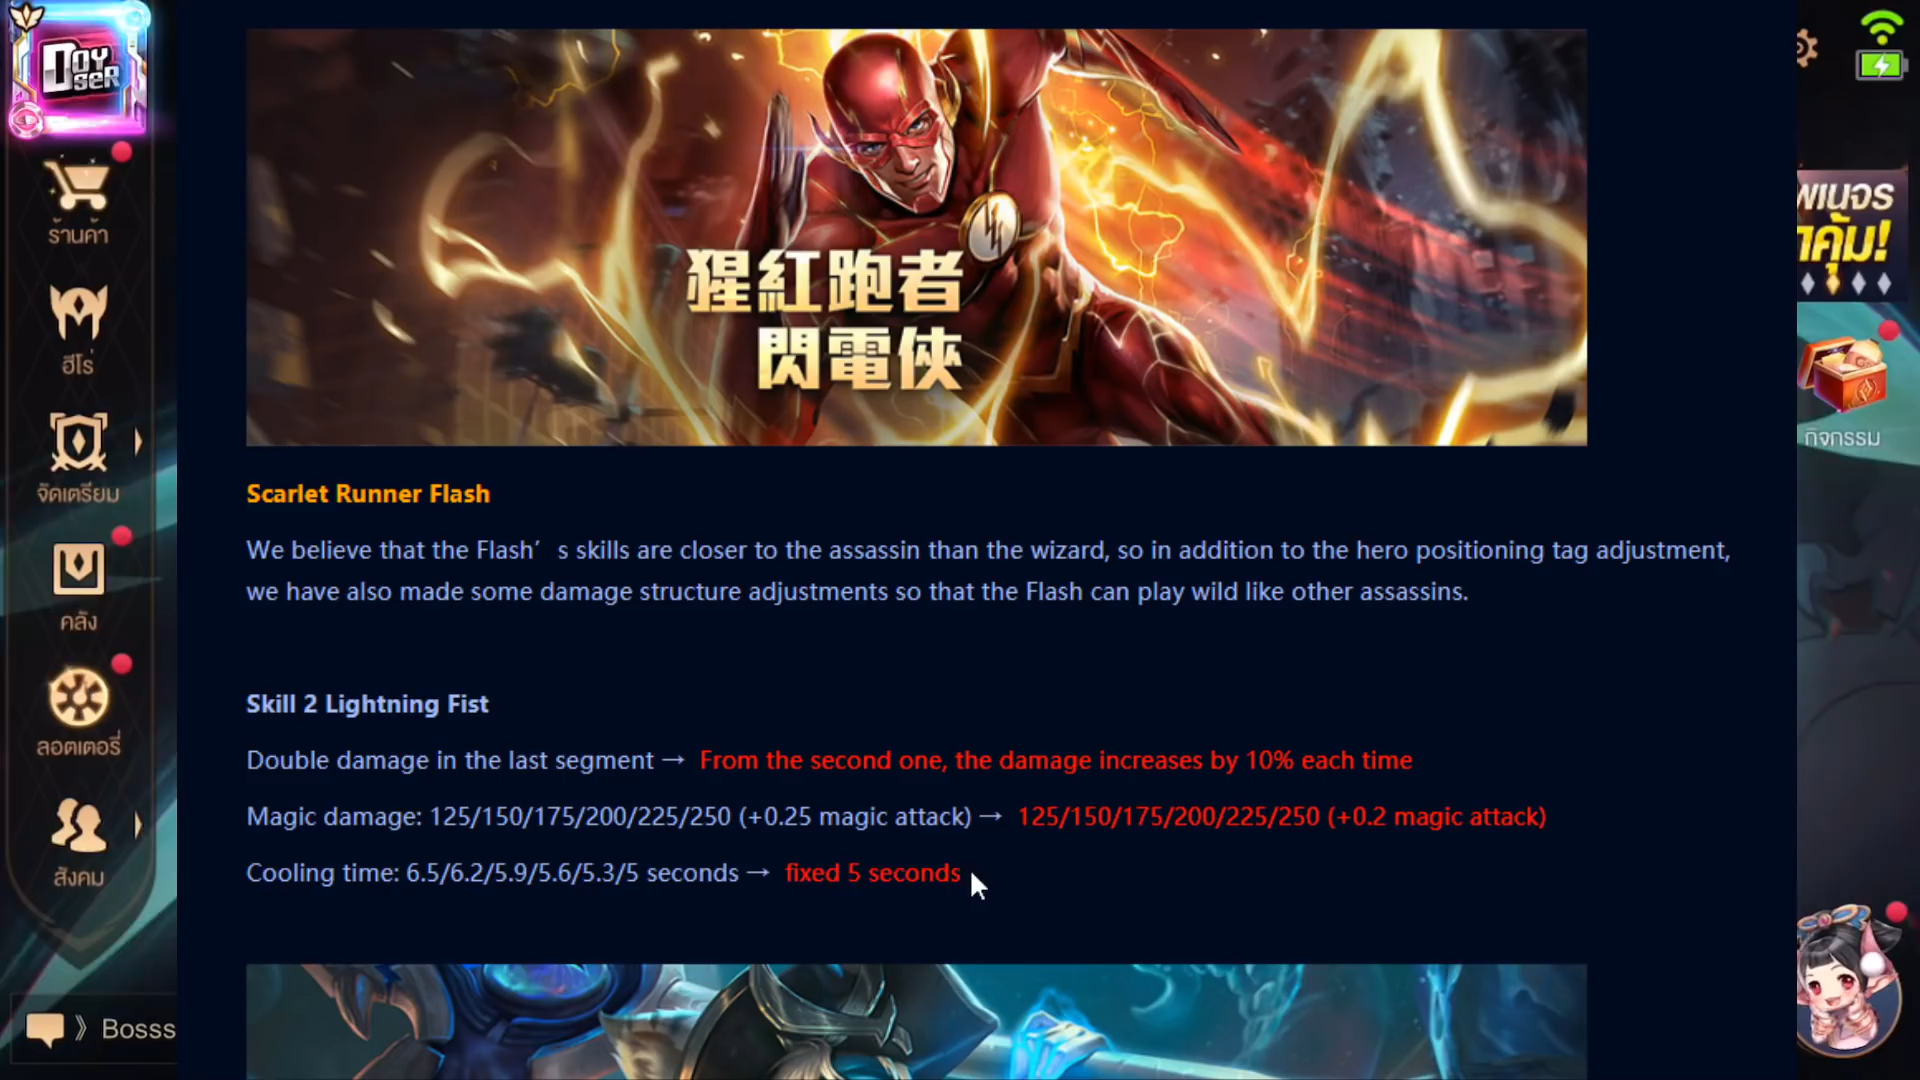 DOY
SER
ร้านค้า
ฮีโร่
จัดเตรียม
คลัง
ลอตเตอรี่
สังคม
》 Bosss
猩紅跑者
閃電俠
Scarlet Runner Flash
We believe that the Flash’s skills are closer to the assassin than the wizard, so in addition to the hero positioning tag adjustment,
we have also made some damage structure adjustments so that the Flash can play wild like other assassins.
Skill 2 Lightning Fist
Double damage in the last segment → From the second one, the damage increases by 10% each time
Magic damage: 125/150/175/200/225/250 (+0.25 magic attack) → 125/150/175/200/225/250 (+0.2 magic attack)
Cooling time: 6.5/6.2/5.9/5.6/5.3/5 seconds → fixed 5 seconds
คุ้ม!
กิจกรรม